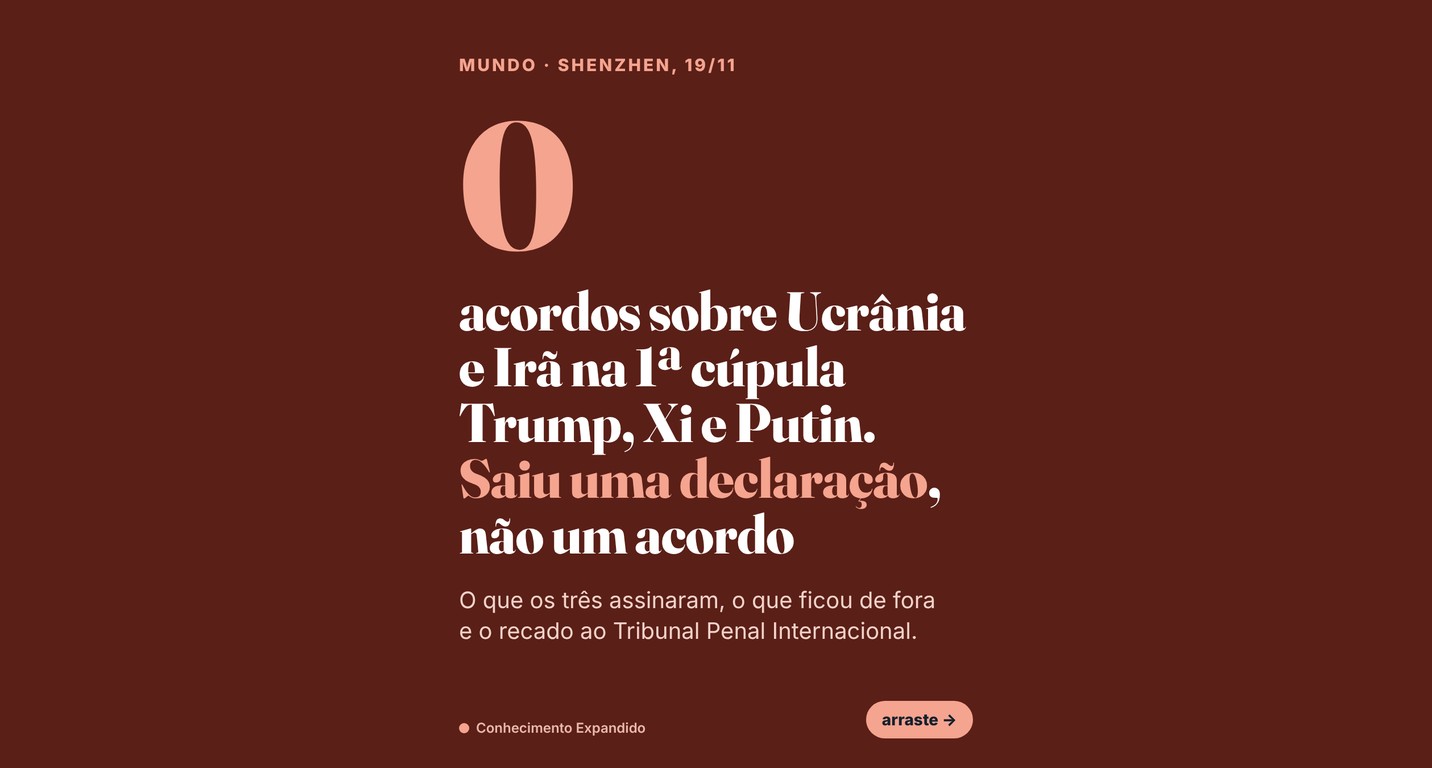 MUNDO · SHENZHEN, 19/11
0
acordos sobre Ucrânia
e Irã na 1ª cúpula
Trump, Xi e Putin.
Saiu uma declaração,
não um acordo
O que os três assinaram, o que ficou de fora
e o recado ao Tribunal Penal Internacional.
Conhecimento Expandido
arraste →